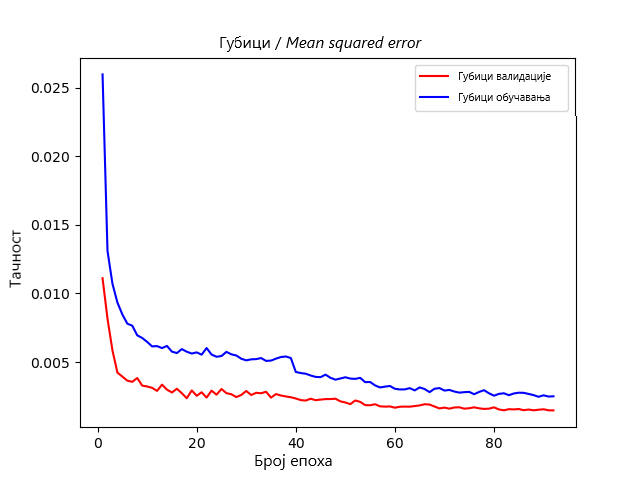 Губици / Mean squared error
Губици валидације
Губици обучавања
Тачност
0.025
0.020
0.015
0.010
0.005
0 20 40 60 80
Број епоха